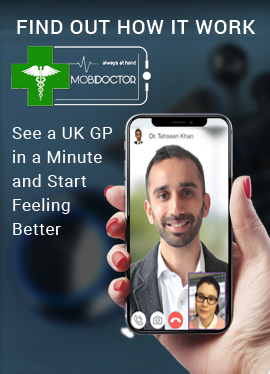 FIND OUT HOW IT WORK
always at hand
MOBIDOCTOR
See a UK GP
in a Minute
and Start
Feeling
Better
Dr. Tehseen Khan